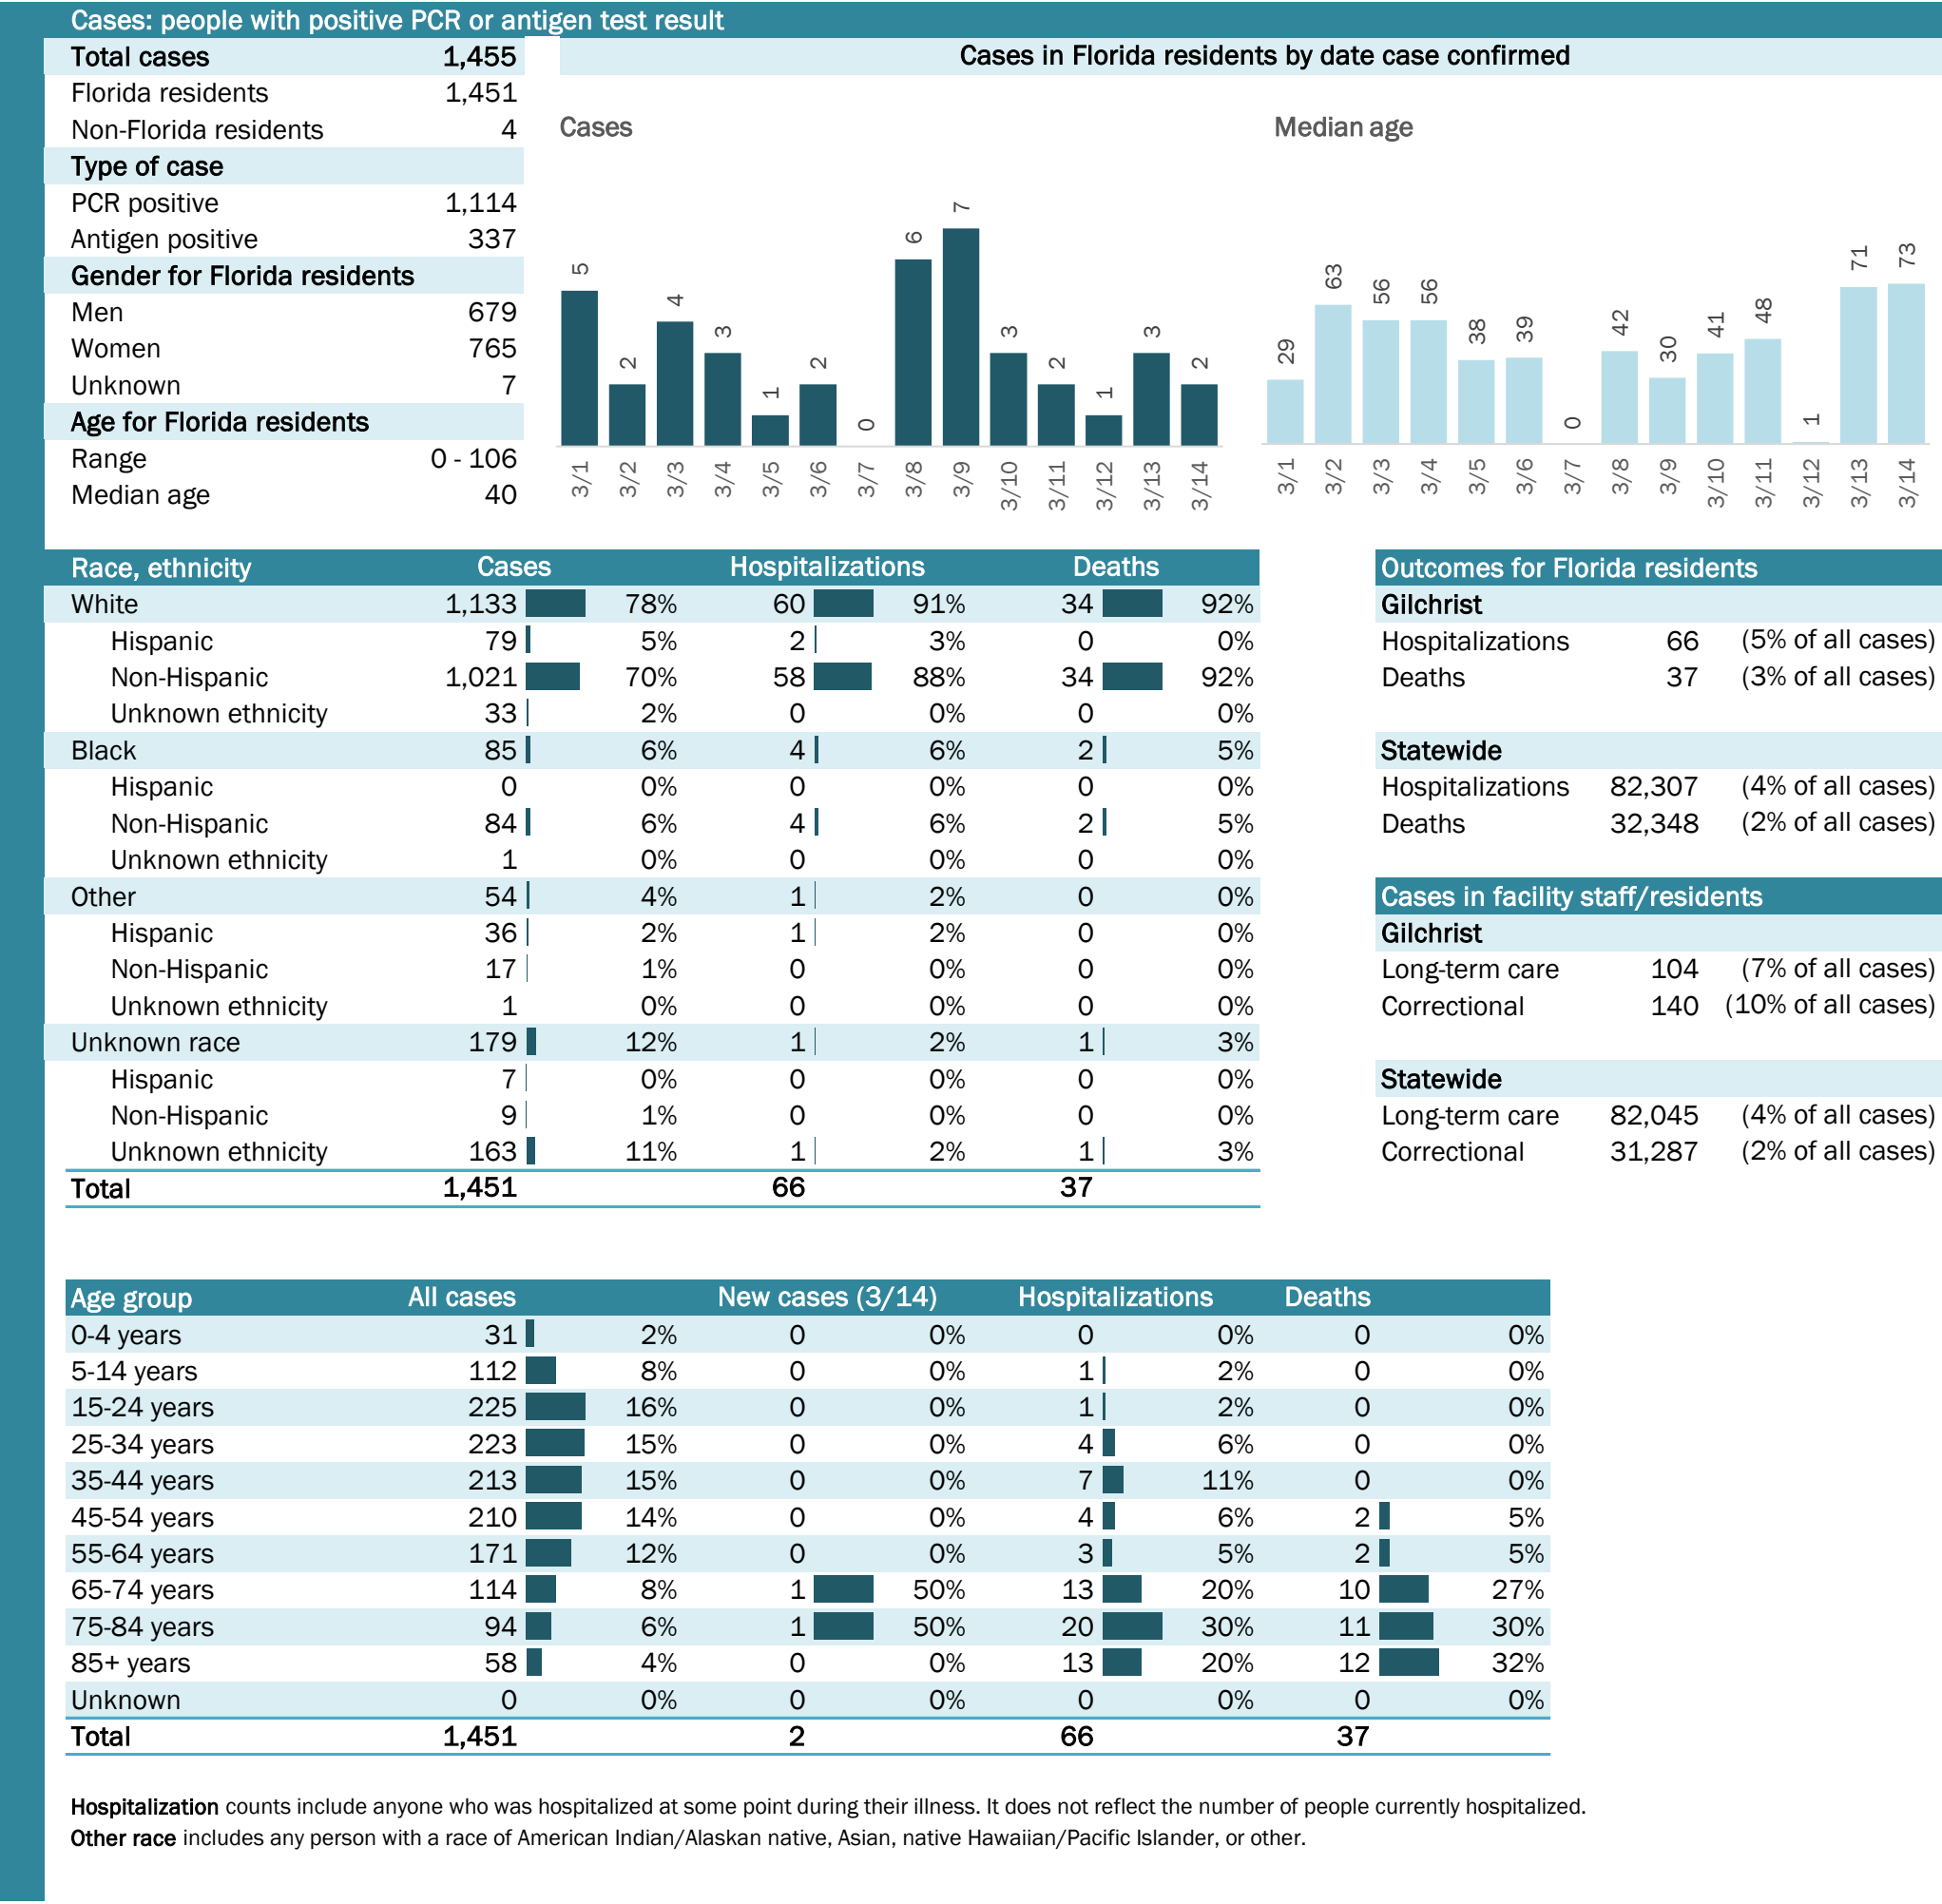 Cases: people with positive PCR or antigen test result
Total cases 1,455
Florida residents 1,451
Non-Florida residents 4
Type of case
PCR positive 1,114
Antigen positive 337
Gender for Florida residents
Men 679
Women 765
Unknown 7
Age for Florida residents
Range 0 - 106
Median age 40
Cases in Florida residents by date case confirmed
Cases
5 2 4 3 1 2 0 6 7 3 2 1 3 2
3/1 3/2 3/3 3/4 3/5 3/6 3/7 3/8 3/9 3/10 3/11 3/12 3/13 3/14
Median age
29 63 56 56 38 39 0 42 30 41 48 1 71 73
3/1 3/2 3/3 3/4 3/5 3/6 3/7 3/8 3/9 3/10 3/11 3/12 3/13 3/14
Race, ethnicity Cases Hospitalizations Deaths
White 1,133 78% 60 91% 34 92%
Hispanic 79 5% 2 3% 0 0%
Non-Hispanic 1,021 70% 58 88% 34 92%
Unknown ethnicity 33 2% 0 0% 0 0%
Black 85 6% 4 6% 2 5%
Hispanic 0 0% 0 0% 0 0%
Non-Hispanic 84 6% 4 6% 2 5%
Unknown ethnicity 1 0% 0 0% 0 0%
Other 54 4% 1 2% 0 0%
Hispanic 36 2% 1 2% 0 0%
Non-Hispanic 17 1% 0 0% 0 0%
Unknown ethnicity 1 0% 0 0% 0 0%
Unknown race 179 12% 1 2% 1 3%
Hispanic 7 0% 0 0% 0 0%
Non-Hispanic 9 1% 0 0% 0 0%
Unknown ethnicity 163 11% 1 2% 1 3%
Total 1,451 66 37
Outcomes for Florida residents
Gilchrist
Hospitalizations 66 (5% of all cases)
Deaths 37 (3% of all cases)
Statewide
Hospitalizations 82,307 (4% of all cases)
Deaths 32,348 (2% of all cases)
Cases in facility staff/residents
Gilchrist
Long-term care 104 (7% of all cases)
Correctional 140 (10% of all cases)
Statewide
Long-term care 82,045 (4% of all cases)
Correctional 31,287 (2% of all cases)
Age group All cases New cases (3/14) Hospitalizations Deaths
0-4 years 31 2% 0 0% 0 0% 0 0%
5-14 years 112 8% 0 0% 1 2% 0 0%
15-24 years 225 16% 0 0% 1 2% 0 0%
25-34 years 223 15% 0 0% 4 6% 0 0%
35-44 years 213 15% 0 0% 7 11% 0 0%
45-54 years 210 14% 0 0% 4 6% 2 5%
55-64 years 171 12% 0 0% 3 5% 2 5%
65-74 years 114 8% 1 50% 13 20% 10 27%
75-84 years 94 6% 1 50% 20 30% 11 30%
85+ years 58 4% 0 0% 13 20% 12 32%
Unknown 0 0% 0 0% 0 0% 0 0%
Total 1,451 2 66 37
Hospitalization counts include anyone who was hospitalized at some point during their illness. It does not reflect the number of people currently hospitalized.
Other race includes any person with a race of American Indian/Alaskan native, Asian, native Hawaiian/Pacific Islander, or other.